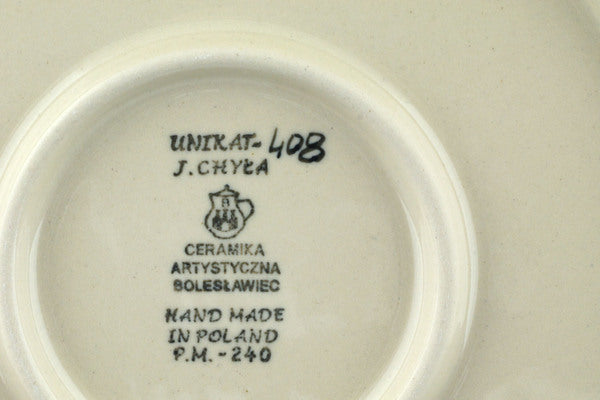 UNIKAT-408
J. CHYŁA
CERAMIKA
ARTYSTYCZNA
BOLESŁAWIEC
HAND MADE
IN POLAND
P.M.-240